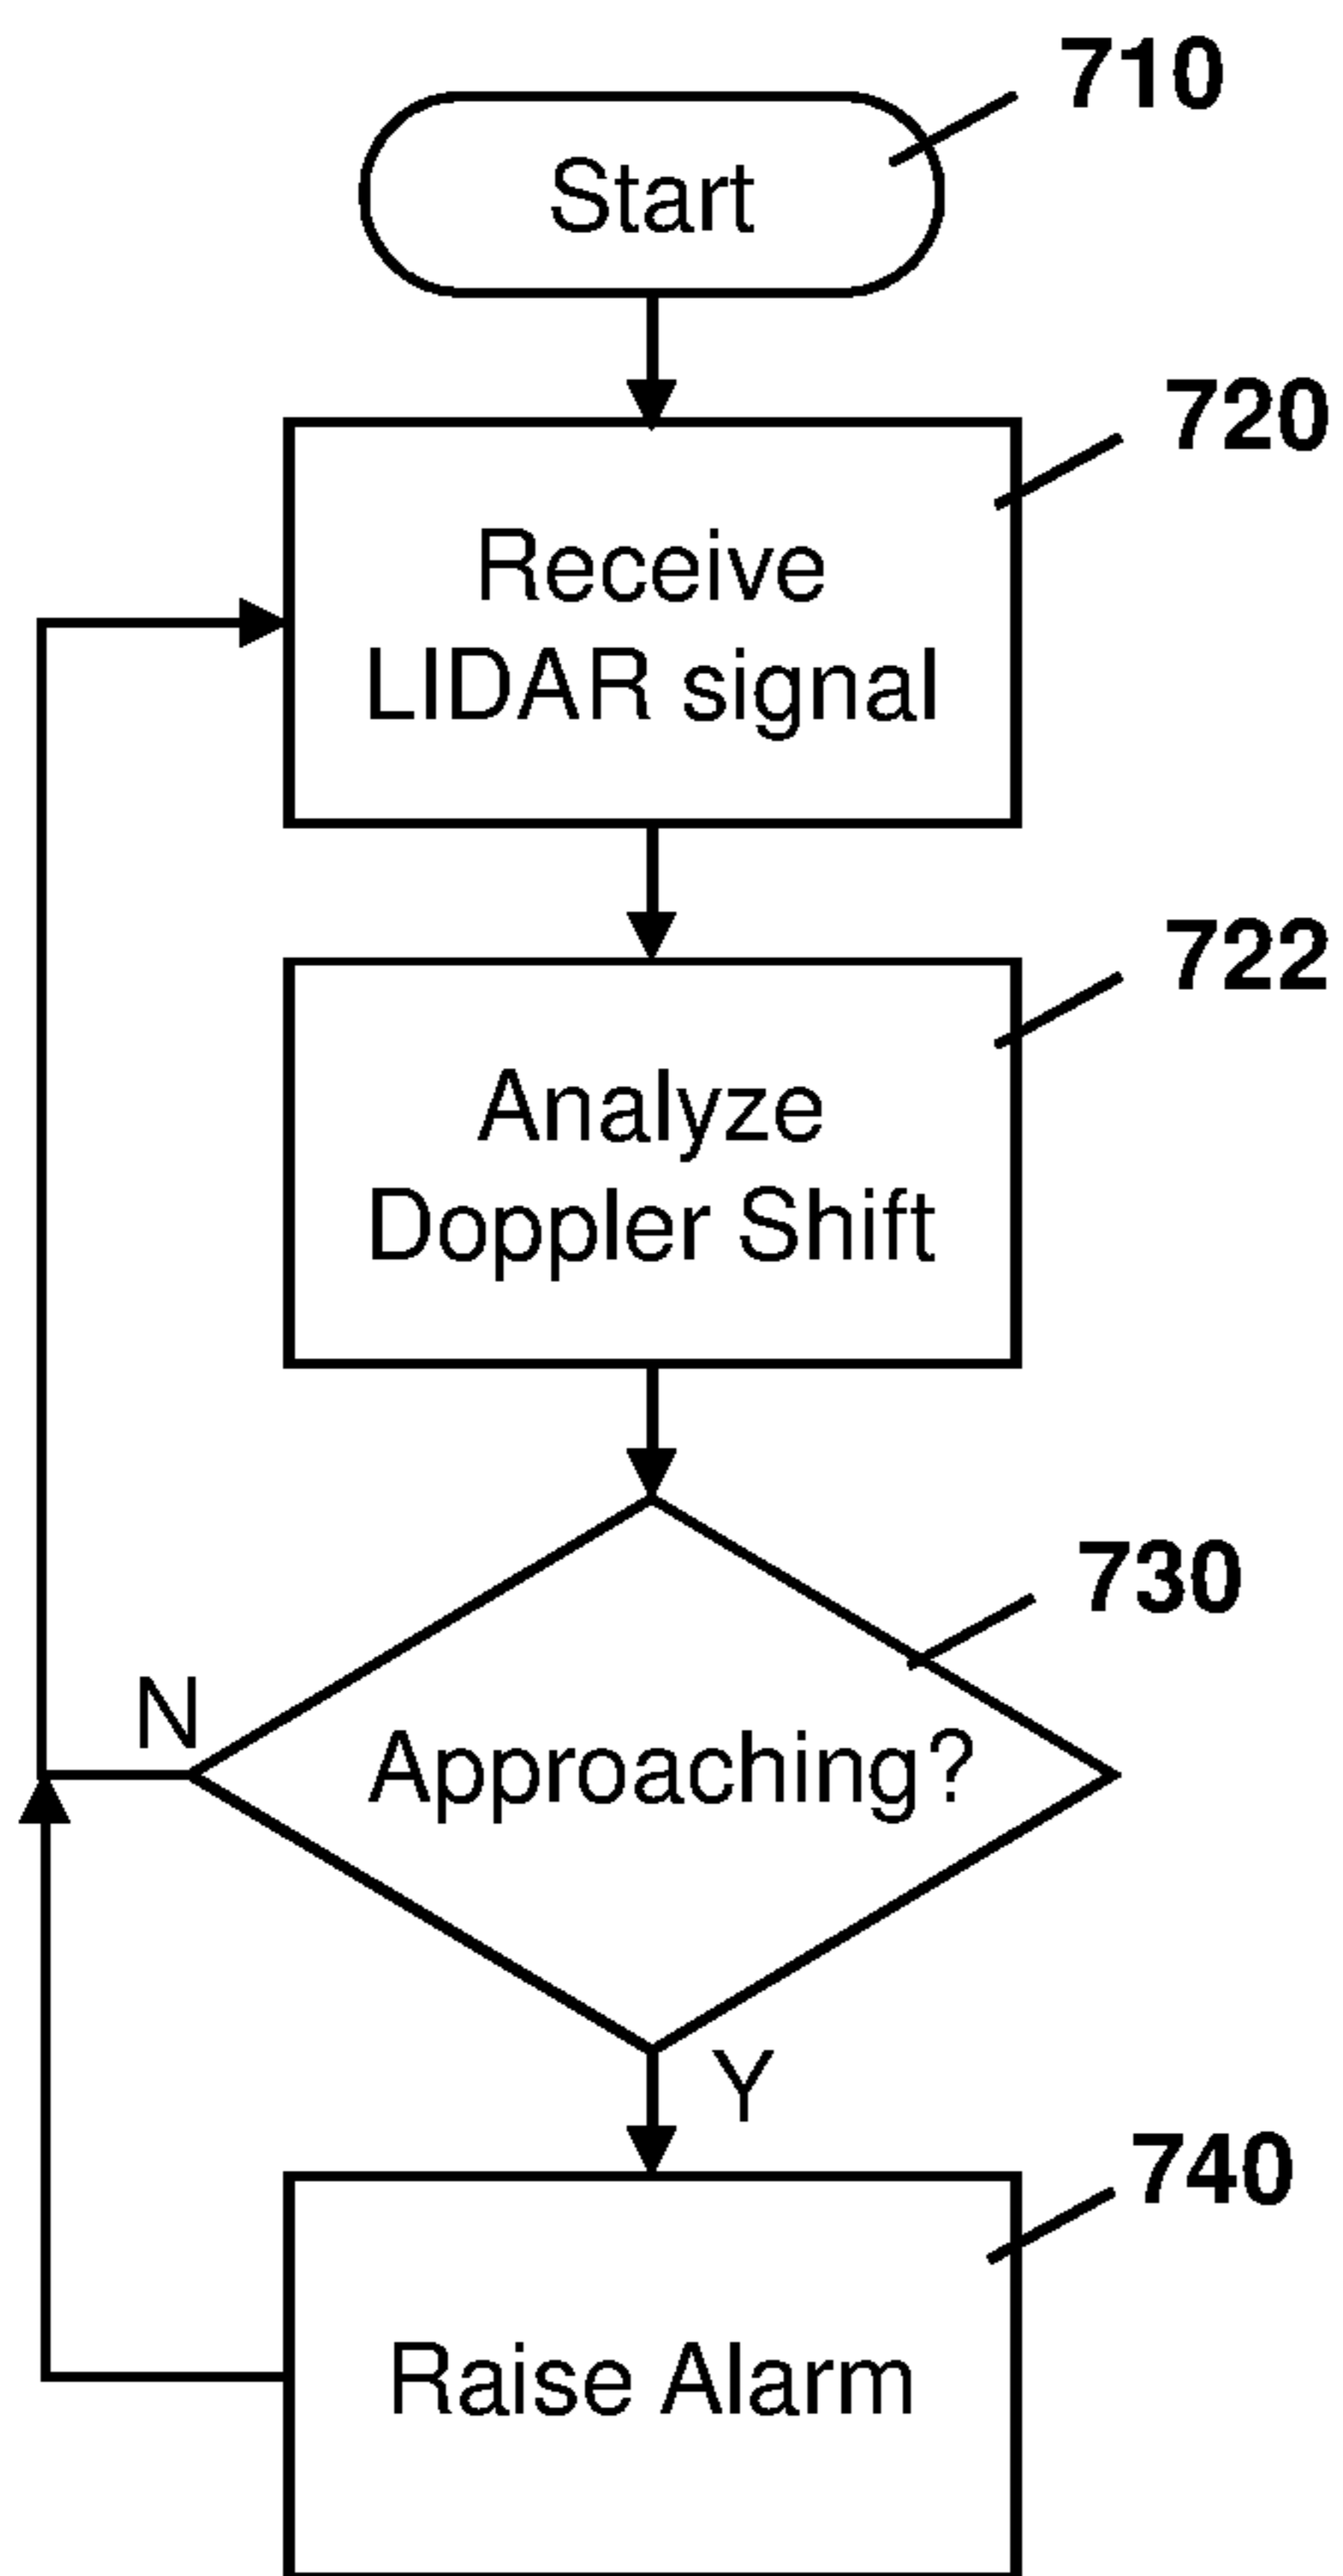 710
Start
720
Receive
LIDAR signal
722
Analyze
Doppler Shift
730
N
Approaching?
Y
740
Raise Alarm